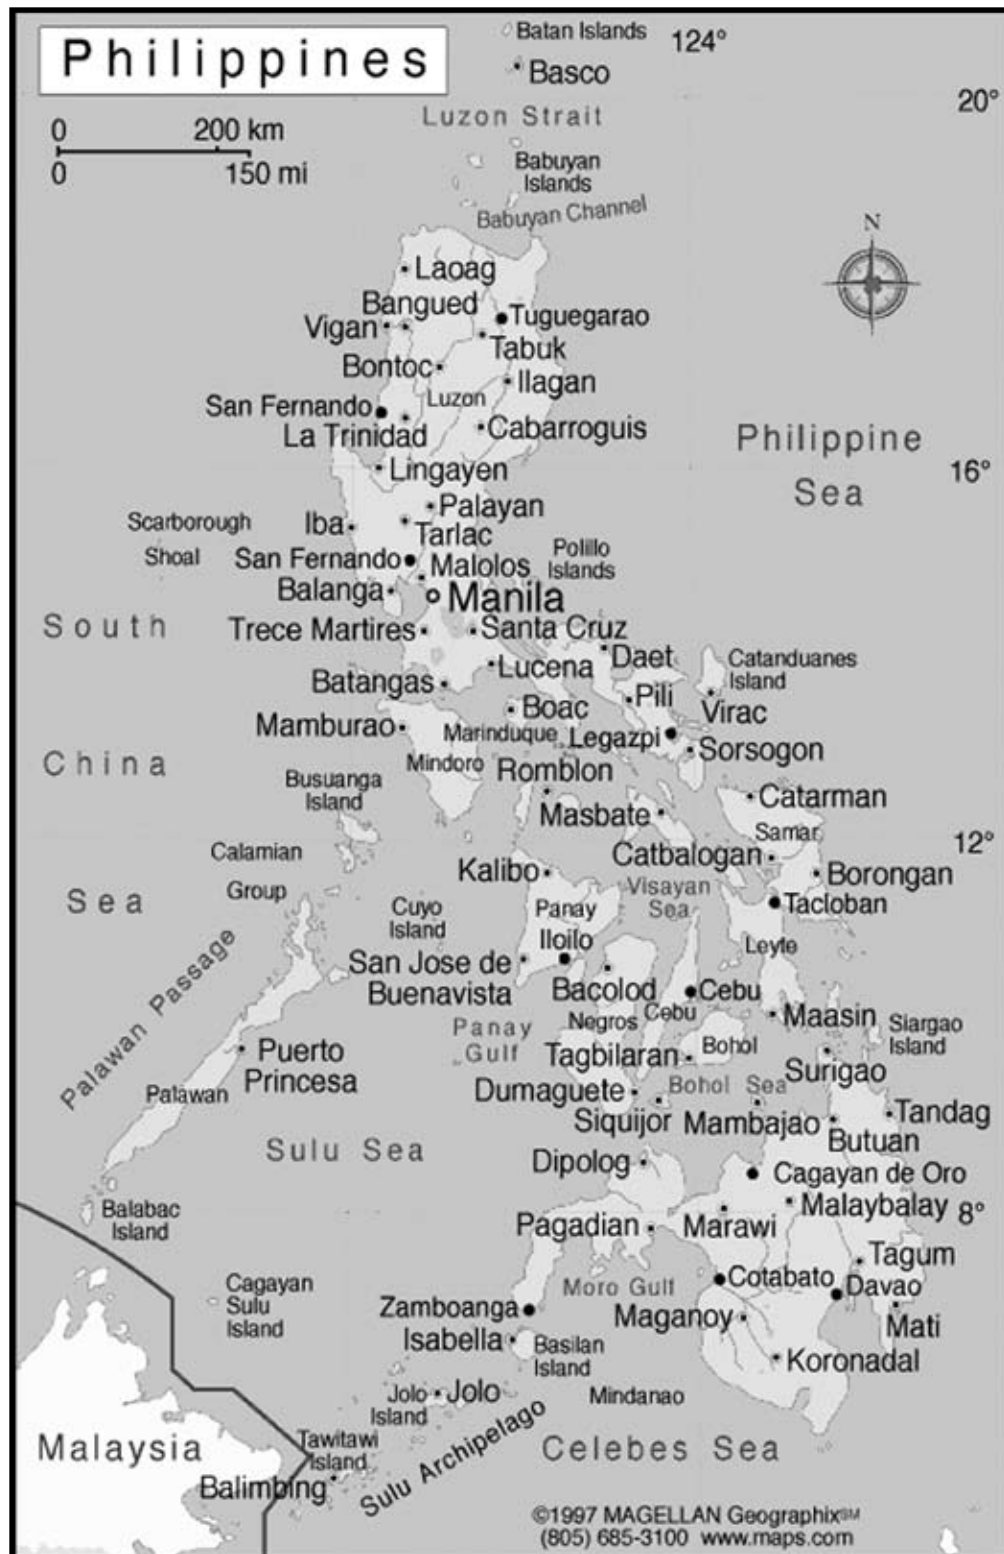 Philippines
Batan Islands
124°
Basco
20°
Luzon Strait
0 200 km
0 150 mi
Babuyan
Islands
Babuyan Channel
N
Laoag
Bangued
Vigan
Tuguegarao
Tabuk
Bontoc
Ilagan
Luzon
San Fernando
La Trinidad
Cabarroguis
Philippine
Sea
16°
Lingayen
Palayan
Iba
Tarlac
Scarborough
Shoal
San Fernando
Malolos
Polillo
Islands
Balanga
Manila
South
China
Sea
Trece Martires
Santa Cruz
Daet
Lucena
Catanduanes
Island
Batangas
Pili
Virac
Boac
Mamburao
Marinduque
Legazpi
Sorsogon
Mindoro
Romblon
Busuanga
Island
Masbate
Catarman
Samar
12°
Calamian
Group
Catbalogan
Kalibo
Borongan
Visayan
Sea
Tacloban
Cuyo
Island
Panay
Iloilo
Leyte
San Jose de
Buenavista
Bacolod
Cebu
Palawan Passage
Panay
Gulf
Negros
Cebu
Maasin
Siargao
Island
Bohol
Tagbilaran
Surigao
Puerto
Princesa
Palawan
Dumaguete
Bohol Sea
Siquijor
Mambajao
Tandag
Butuan
Sulu Sea
Dipolog
Cagayan de Oro
Malaybalay
8°
Balabac
Island
Pagadian
Marawi
Tagum
Cagayan
Sulu
Island
Moro Gulf
Cotabato
Davao
Zamboanga
Maganoy
Mati
Isabella
Basilan
Island
Koronadal
Jolo
Island
Jolo
Mindanao
Sulu Archipelago
Malaysia
Tawitawi
Island
Celebes Sea
Balimbing
©1997 MAGELLAN Geographix℠
(805) 685-3100 www.maps.com